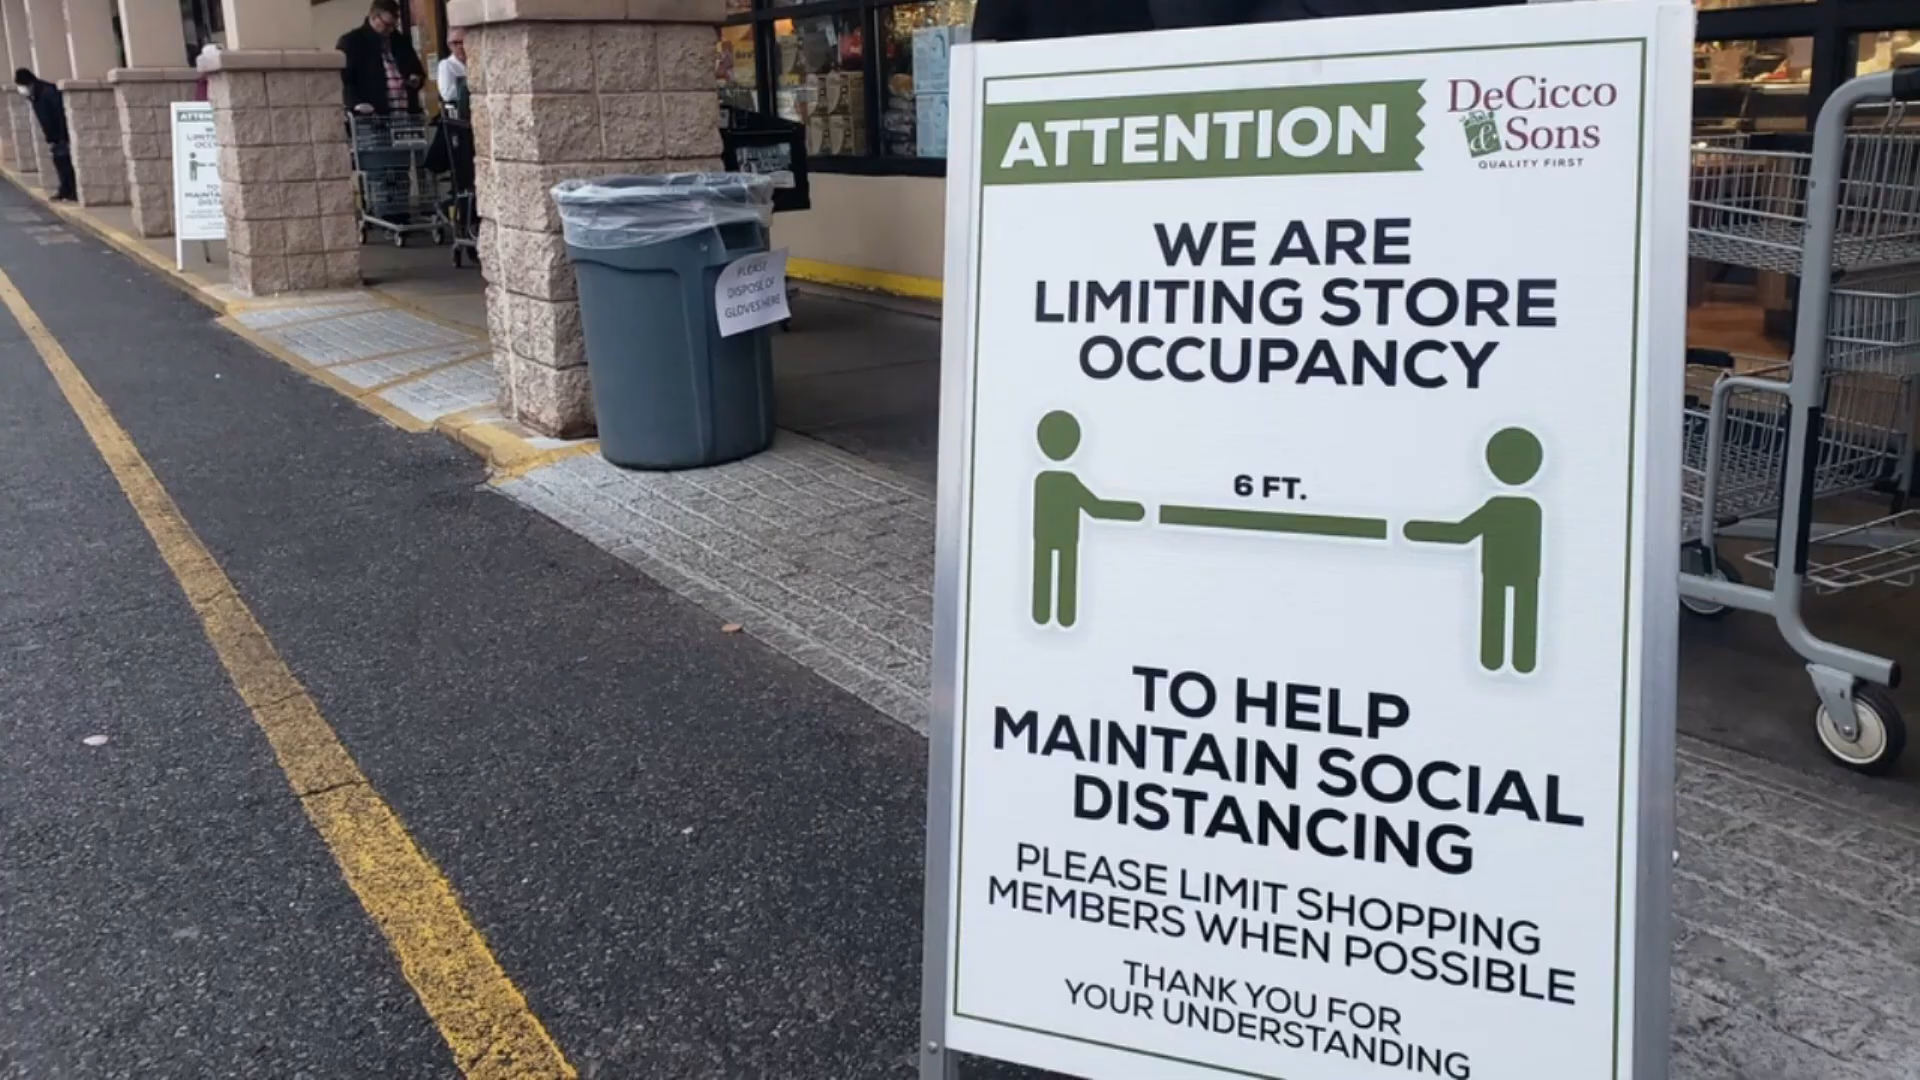 ATTENTION
DeCicco
& Sons
QUALITY FIRST
WE ARE
LIMITING STORE
OCCUPANCY
6 FT.
TO HELP
MAINTAIN SOCIAL
DISTANCING
PLEASE LIMIT SHOPPING
MEMBERS WHEN POSSIBLE
THANK YOU FOR
YOUR UNDERSTANDING
PLEASE
DISPOSE OF
GLOVES HERE